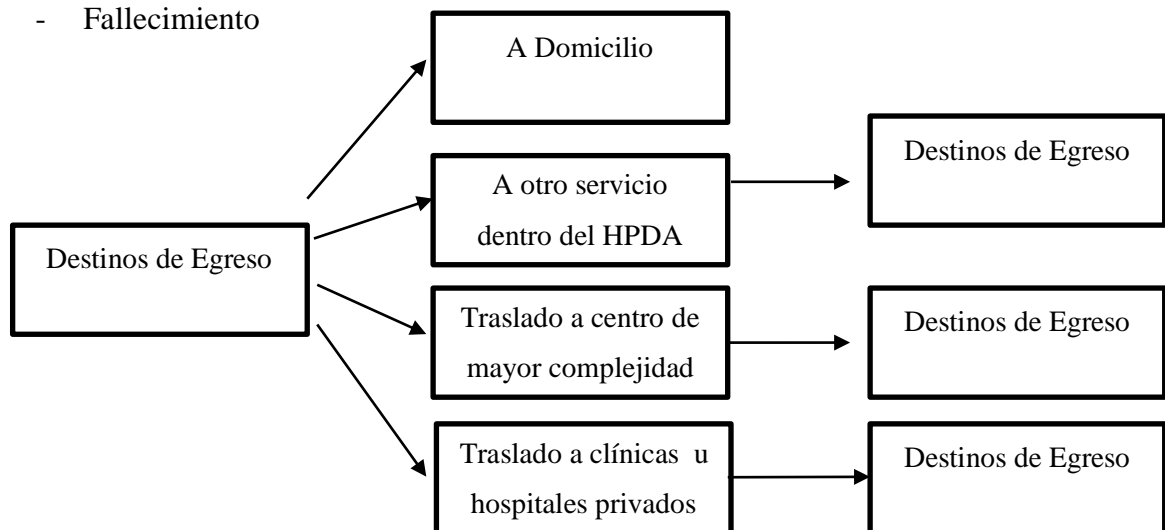 - Fallecimiento
A Domicilio
Destinos de Egreso
A otro servicio
dentro del HPDA
Destinos de Egreso
Traslado a centro de
mayor complejidad
Destinos de Egreso
Traslado a clínicas u
hospitales privados
Destinos de Egreso